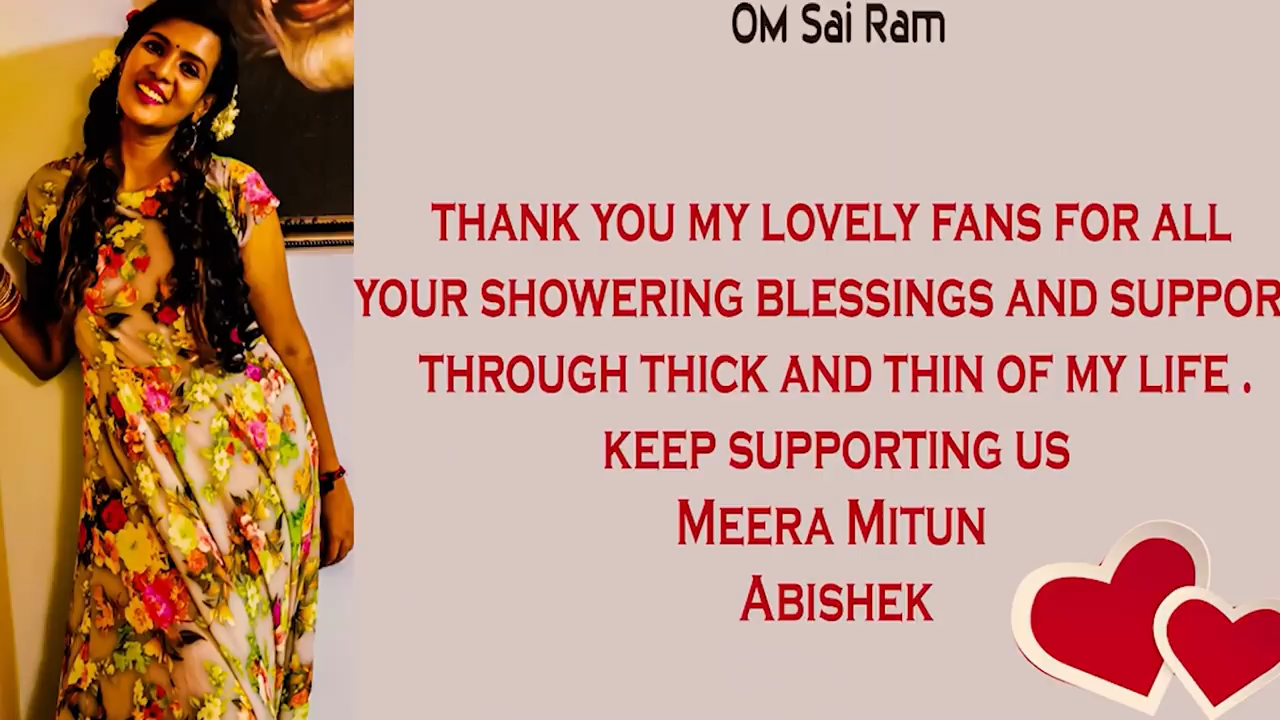 OM Sai Ram
THANK YOU MY LOVELY FANS FOR ALL
YOUR SHOWERING BLESSINGS AND SUPPOR
THROUGH THICK AND THIN OF MY LIFE .
KEEP SUPPORTING US
MEERA MITUN
ABISHEK